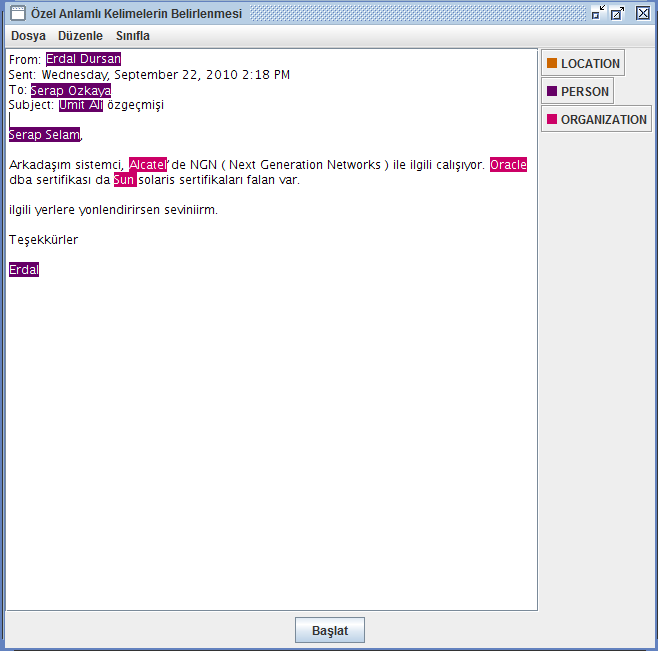 Özel Anlamlı Kelimelerin Belirlenmesi
Dosya Düzenle Sınıfla
From: Erdal Dursan
Sent: Wednesday, September 22, 2010 2:18 PM
To: Serap Ozkaya
Subject: Umit Ali özgeçmişi
Serap Selam,
Arkadaşım sistemci, Alcatel'de NGN ( Next Generation Networks ) ile ilgili calışıyor. Oracle
dba sertifikası da Sun solaris sertifikaları falan var.
ilgili yerlere yonlendirirsen seviniirm.
Teşekkürler
Erdal
LOCATION
PERSON
ORGANIZATION
Başlat